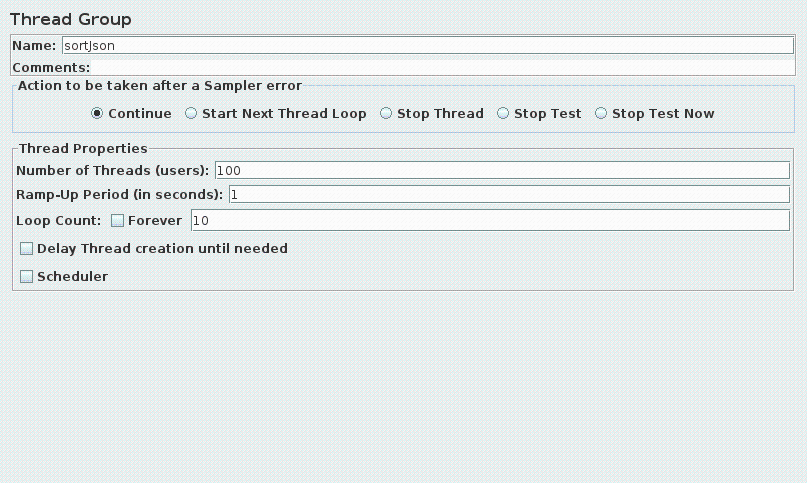 Thread Group
Name: sortJson
Comments:
Action to be taken after a Sampler error
Continue Start Next Thread Loop Stop Thread Stop Test Stop Test Now
Thread Properties
Number of Threads (users): 100
Ramp-Up Period (in seconds): 1
Loop Count: Forever 10
Delay Thread creation until needed
Scheduler